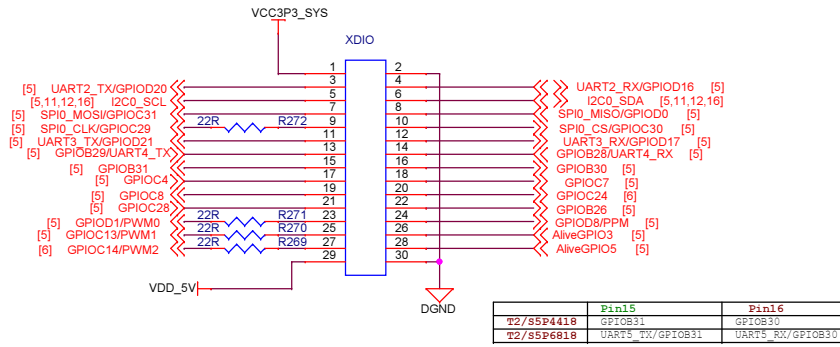 VCC3P3_SYS
XDIO
1 2
[5] UART2_TX/GPIOD20 3 4 UART2_RX/GPIOD16 [5]
[5,11,12,16] I2C0_SCL 5 6 I2C0_SDA [5,11,12,16]
[5] SPI0_MOSI/GPIOC31 7 8 SPI0_MISO/GPIOD0 [5]
[5] SPI0_CLK/GPIOC29 22R R272 9 10 SPI0_CS/GPIOC30 [5]
[5] UART3_TX/GPIOD21 11 12 UART3_RX/GPIOD17 [5]
[5] GPIOB29/UART4_TX 13 14 GPIOB28/UART4_RX [5]
[5] GPIOB31 15 16 GPIOB30 [5]
[5] GPIOC4 17 18 GPIOC7 [5]
[5] GPIOC8 19 20 GPIOC24 [6]
[5] GPIOC28 21 22 GPIOB26 [5]
[5] GPIOD1/PWM0 22R R271 23 24 GPIOD8/PPM [5]
[5] GPIOC13/PWM1 22R R270 25 26 AliveGPIO3 [5]
[6] GPIOC14/PWM2 22R R269 27 28 AliveGPIO5 [5]
29 30
VDD_5V
DGND
Pin15 Pin16
T2/S5P4418 GPIOB31 GPIOB30
T2/S5P6818 UART5_TX/GPIOB31 UART5_RX/GPIOB30